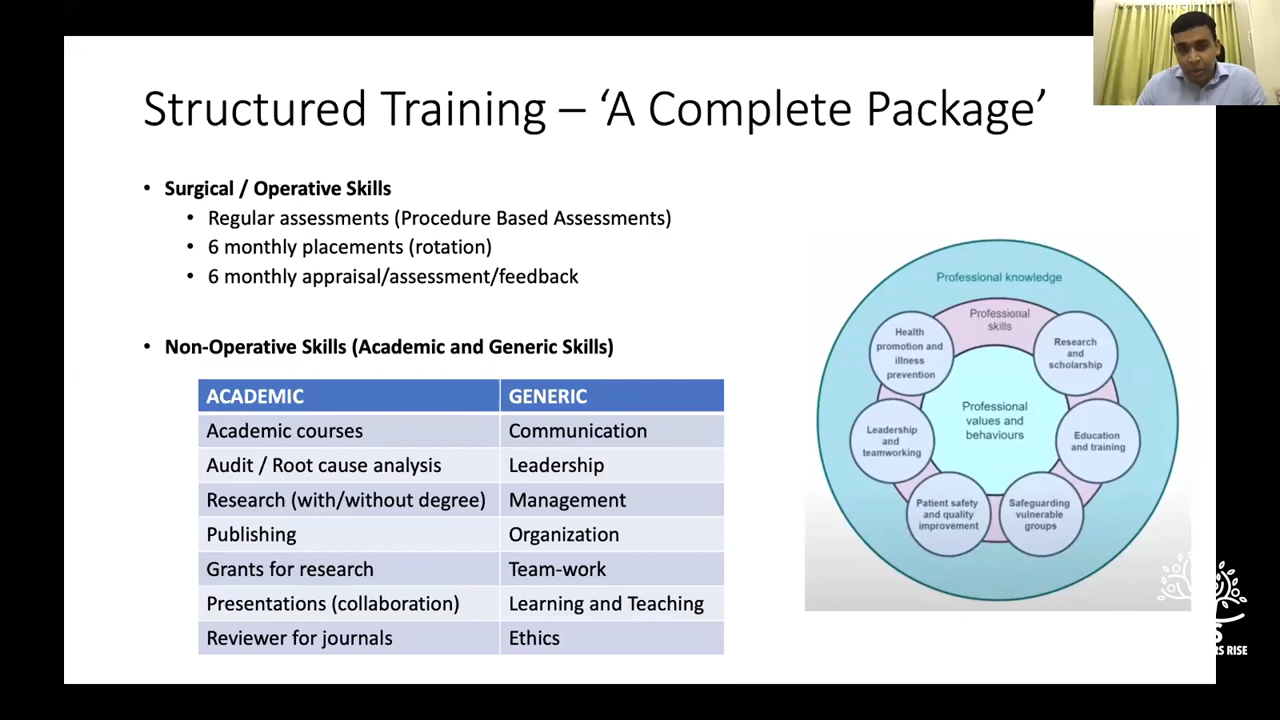 Structured Training – ‘A Complete Package’
• Surgical / Operative Skills
• Regular assessments (Procedure Based Assessments)
• 6 monthly placements (rotation)
• 6 monthly appraisal/assessment/feedback
• Non-Operative Skills (Academic and Generic Skills)
ACADEMIC GENERIC
Academic courses Communication
Audit / Root cause analysis Leadership
Research (with/without degree) Management
Publishing Organization
Grants for research Team-work
Presentations (collaboration) Learning and Teaching
Reviewer for journals Ethics
Professional knowledge
Professional
skills
Health
promotion and
illness
prevention
Research
and
scholarship
Professional
values and
behaviours
Leadership
and
teamworking
Education
and training
Patient safety
and quality
improvement
Safeguarding
vulnerable
groups
RISE